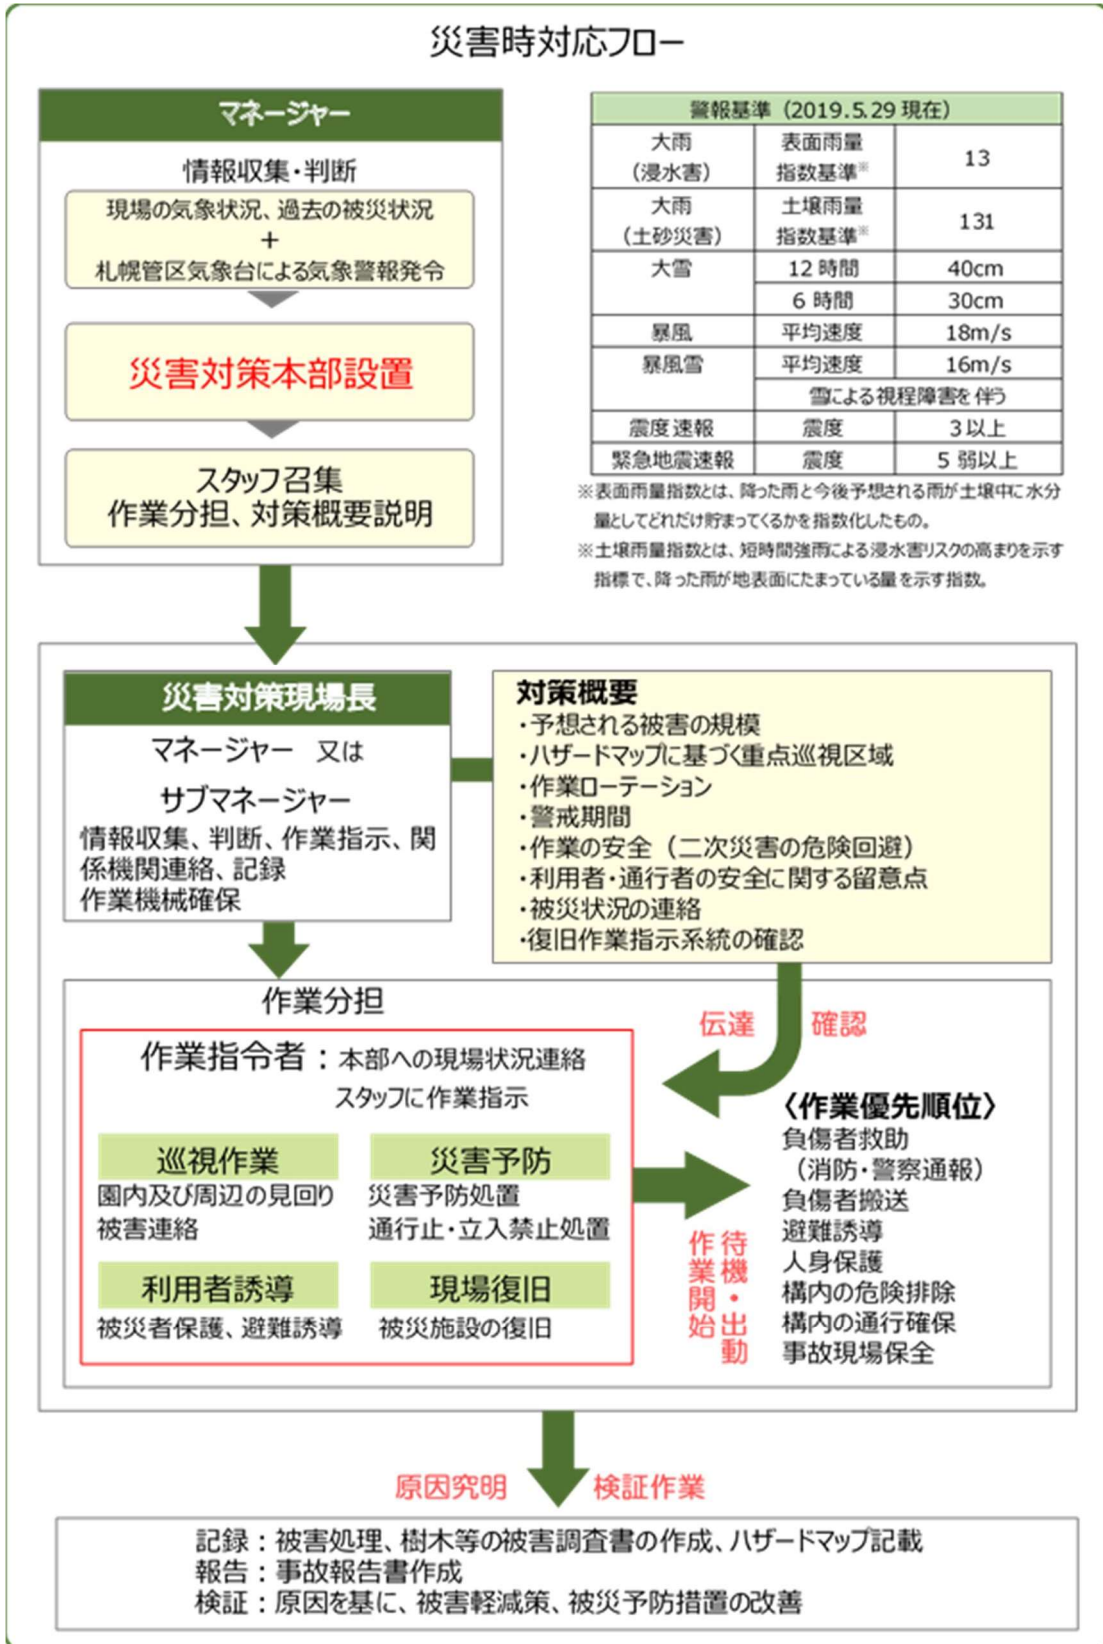 災害時対応フロー
マネージャー
情報収集・判断
現場の気象状況、過去の被災状況
+
札幌管区気象台による気象警報発令
災害対策本部設置
スタッフ召集
作業分担、対策概要説明
警報基準（2019.5.29 現在）
大雨
（浸水害）
表面雨量
指数基準※
13
大雨
（土砂災害）
土壌雨量
指数基準※
131
大雪
12 時間
40cm
6 時間
30cm
暴風
平均速度
18m/s
暴風雪
平均速度
16m/s
雪による視程障害を伴う
震度速報
震度
3 以上
緊急地震速報
震度
5 弱以上
※表面雨量指数とは、降った雨と今後予想される雨が土壌中に水分
量としてどれだけ貯まってくるかを指数化したもの。
※土壌雨量指数とは、短時間強雨による浸水害リスクの高まりを示す
指標で、降った雨が地表面にたまっている量を示す指数。
災害対策現場長
マネージャー 又は
サブマネージャー
情報収集、判断、作業指示、関
係機関連絡、記録
作業機械確保
対策概要
・予想される被害の規模
・ハザードマップに基づく重点巡視区域
・作業ローテーション
・警戒期間
・作業の安全（二次災害の危険回避）
・利用者・通行者の安全に関する留意点
・被災状況の連絡
・復旧作業指示系統の確認
伝達 確認
作業分担
作業指令者：本部への現場状況連絡
スタッフに作業指示
巡視作業
園内及び周辺の見回り
被害連絡
災害予防
災害予防処置
通行止・立入禁止処置
利用者誘導
被災者保護、避難誘導
現場復旧
被災施設の復旧
待機・出動
作業開始
〈作業優先順位〉
負傷者救助
（消防・警察通報）
負傷者搬送
避難誘導
人身保護
構内の危険排除
構内の通行確保
事故現場保全
原因究明 検証作業
記録：被害処理、樹木等の被害調査書の作成、ハザードマップ記載
報告：事故報告書作成
検証：原因を基に、被害軽減策、被災予防措置の改善